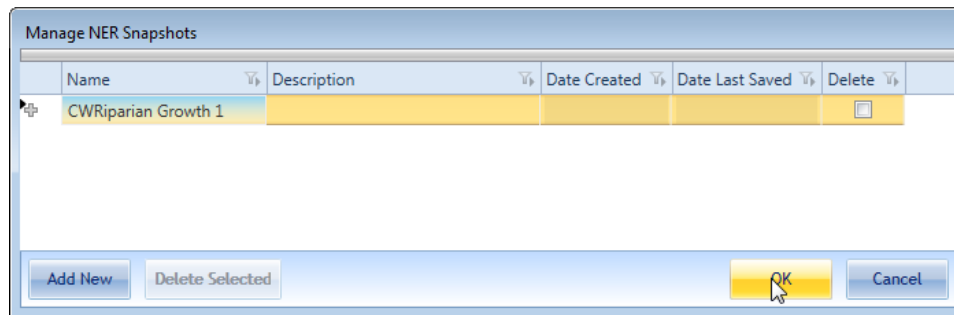 Manage NER Snapshots
Name Description Date Created Date Last Saved Delete
CWRiparian Growth 1
Add New Delete Selected OK Cancel